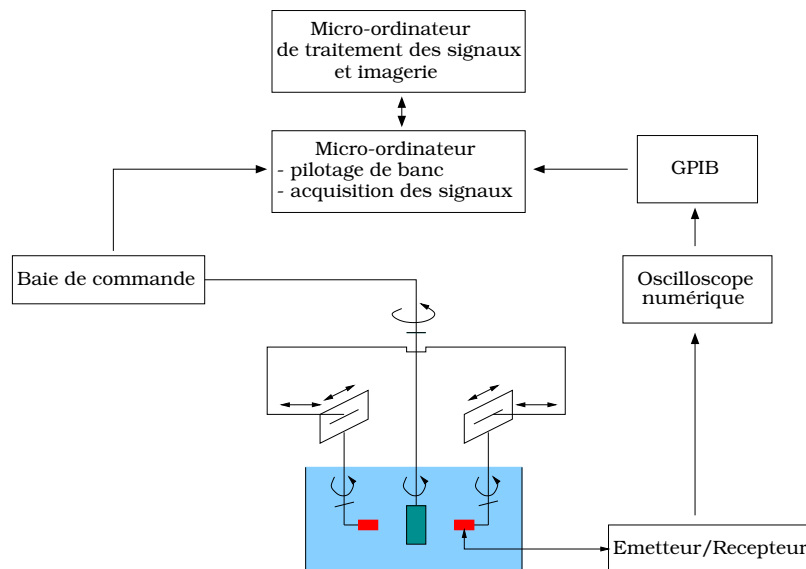 Micro-ordinateur
de traitement des signaux
et imagerie
Micro-ordinateur
- pilotage de banc
- acquisition des signaux
GPIB
Baie de commande
Oscilloscope
numérique
Emetteur/Recepteur